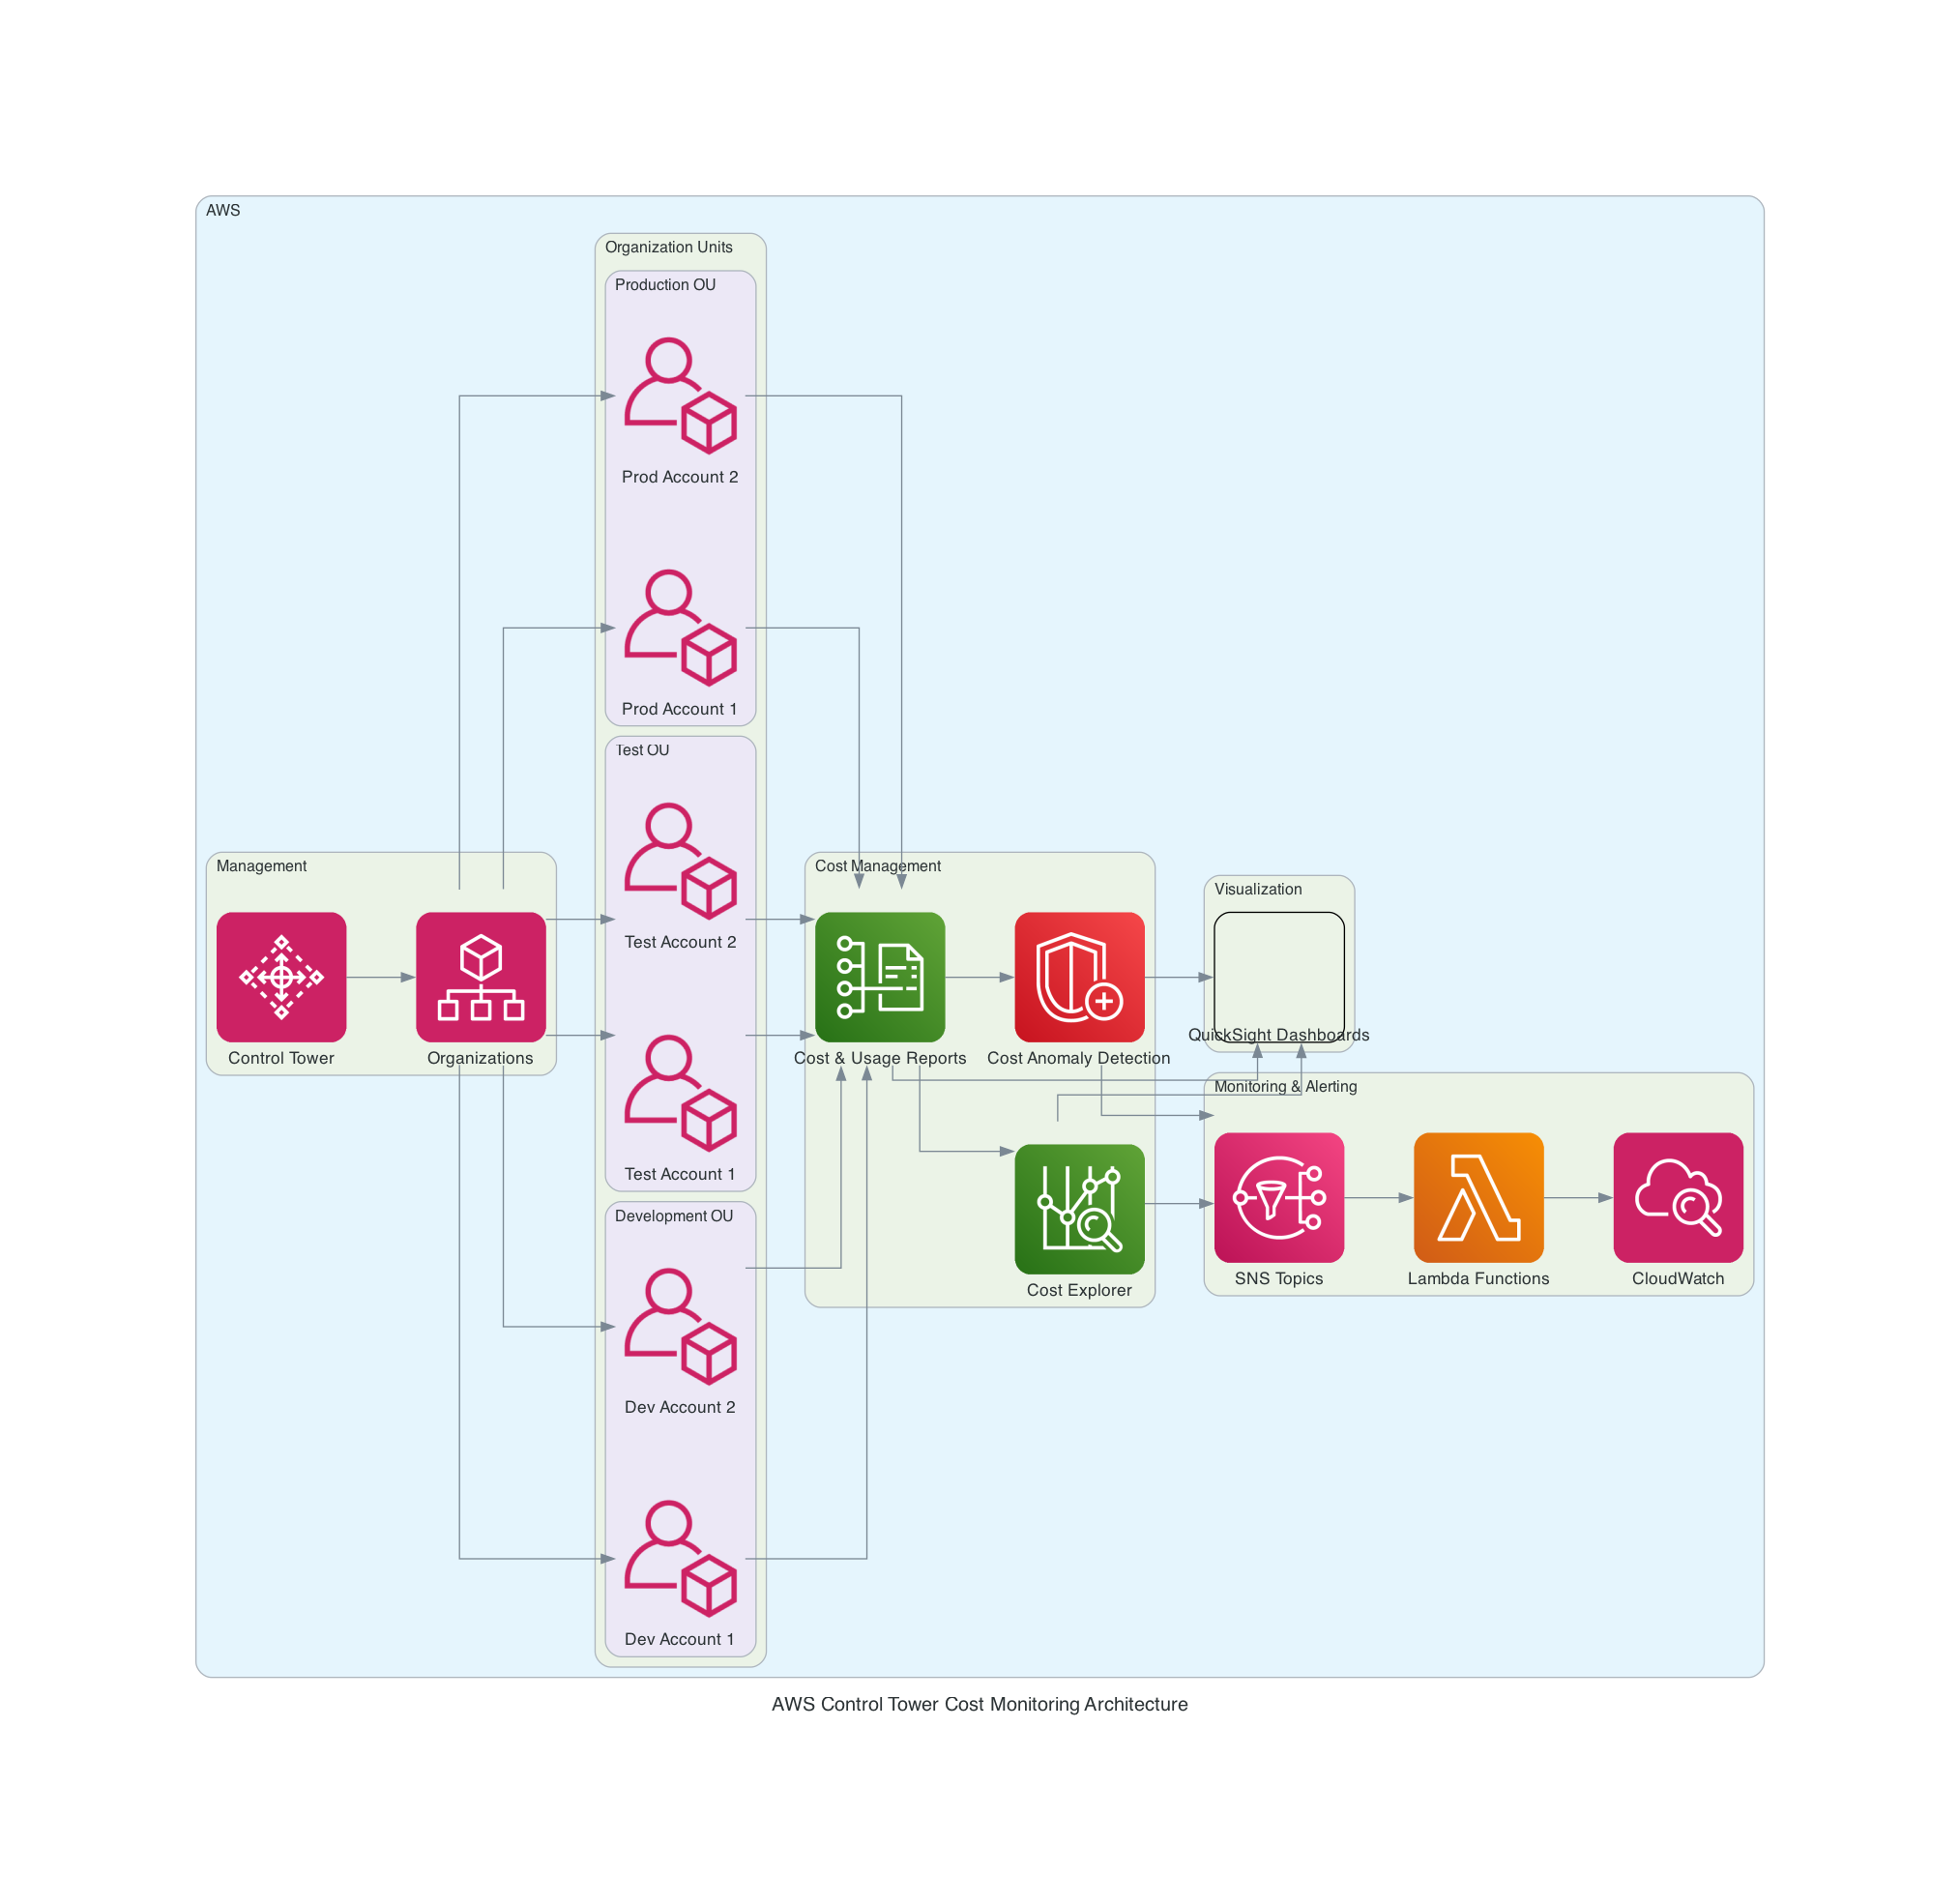 AWS
Organization Units
Production OU
Prod Account 2
Prod Account 1
Test OU
Test Account 2
Test Account 1
Development OU
Dev Account 2
Dev Account 1
Management
Control Tower
Organizations
Cost Management
Cost & Usage Reports
Cost Anomaly Detection
Cost Explorer
Visualization
QuickSight Dashboards
Monitoring & Alerting
SNS Topics
Lambda Functions
CloudWatch
AWS Control Tower Cost Monitoring Architecture